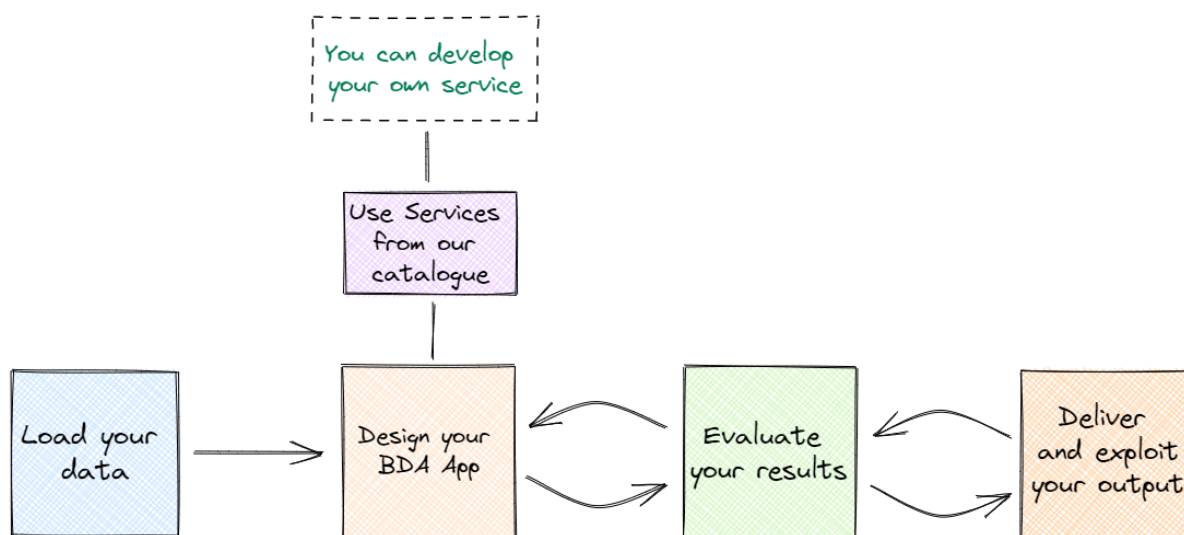 You can develop
your own service
Use Services
from our
catalogue
Load your
data
Design your
BDA App
Evaluate
your results
Deliver
and exploit
your output